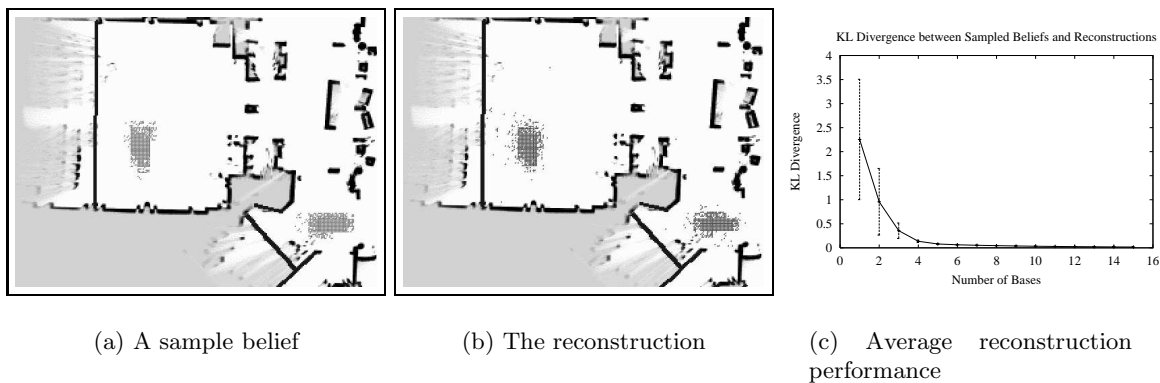 KL Divergence between Sampled Beliefs and Reconstructions
4
3.5
3
2.5
2
1.5
1
0.5
0
KL Divergence
0 2 4 6 8 10 12 14 16
Number of Bases
(a) A sample belief
(b) The reconstruction
(c) Average reconstruction
performance